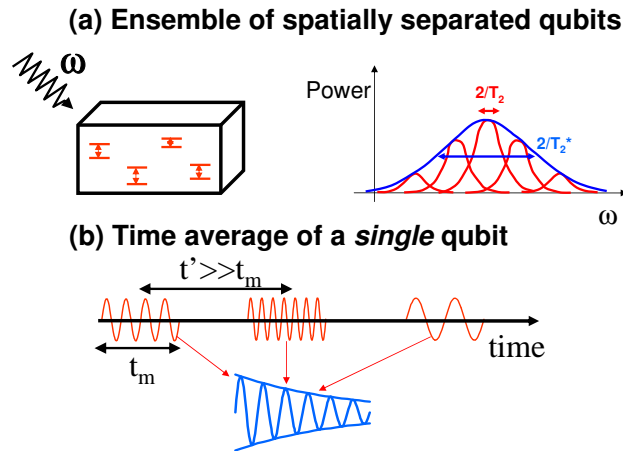 (a) Ensemble of spatially separated qubits
ω
Power
2/T₂
2/T₂*
ω
(b) Time average of a single qubit
t'>>tₘ
time
tₘ